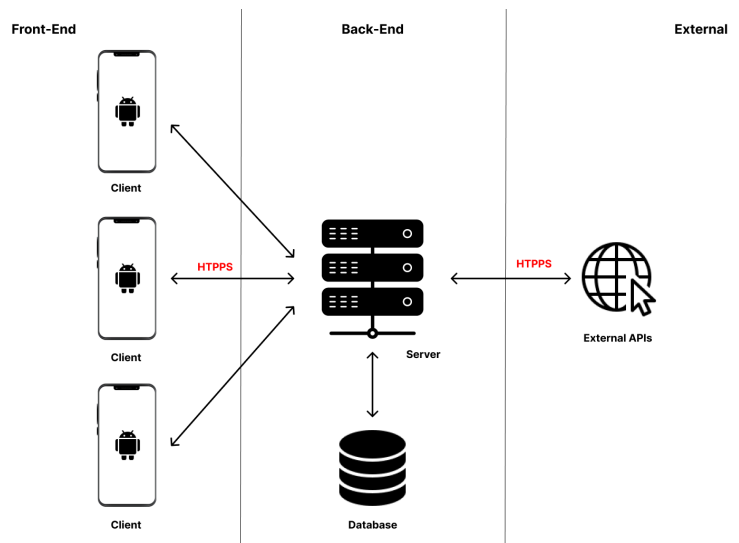 Front-End
Back-End
External
Client
HTPPS
HTPPS
Client
External APIs
Server
Client
Database